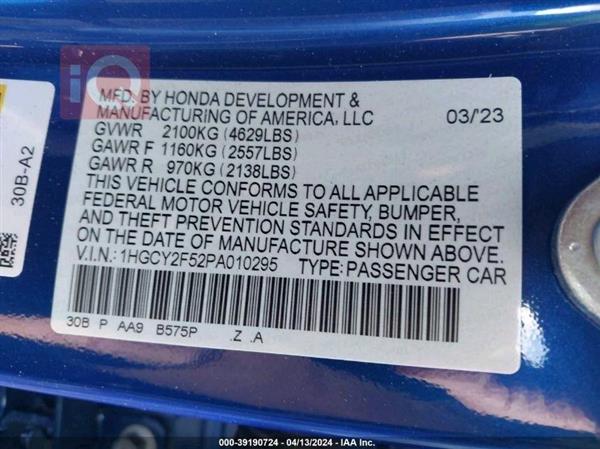 iQ
MFD. BY HONDA DEVELOPMENT &
MANUFACTURING OF AMERICA, LLC 03/'23
GVWR 2100KG (4629LBS)
GAWR F 1160KG (2557LBS)
GAWR R 970KG (2138LBS)
THIS VEHICLE CONFORMS TO ALL APPLICABLE
FEDERAL MOTOR VEHICLE SAFETY, BUMPER,
AND THEFT PREVENTION STANDARDS IN EFFECT
ON THE DATE OF MANUFACTURE SHOWN ABOVE.
V.I.N.: 1HGCY2F52PA010295 TYPE: PASSENGER CAR
30B P AA9 B575P .Z .A
30B-A2
000-39190724 04/13/2024 IAA Inc.